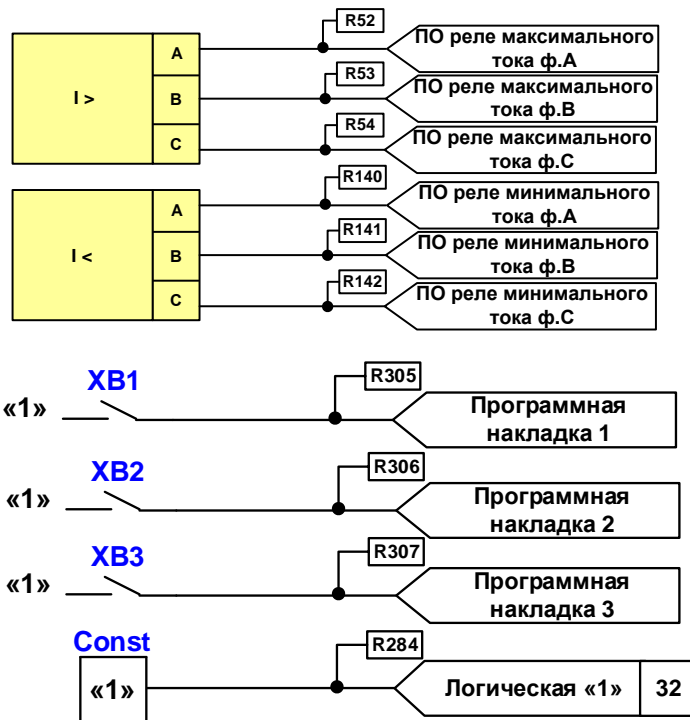 R52
I >
A
ПО реле максимального
тока ф.А
R53
B
ПО реле максимального
тока ф.В
R54
C
ПО реле максимального
тока ф.С
R140
I <
A
ПО реле минимального
тока ф.А
R141
B
ПО реле минимального
тока ф.В
R142
C
ПО реле минимального
тока ф.С
XB1
R305
«1»
Программная
накладка 1
XB2
R306
«1»
Программная
накладка 2
XB3
R307
«1»
Программная
накладка 3
Const
R284
«1»
Логическая «1»
32